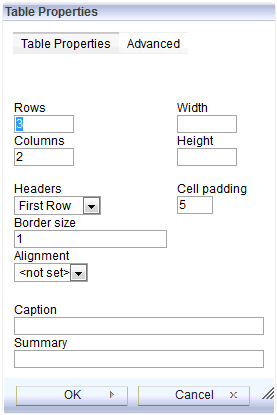 Table Properties
Table Properties Advanced
Rows Width
3
Columns Height
2
Headers Cell padding
First Row 5
Border size
1
Alignment
<not set>
Caption
Summary
OK Cancel